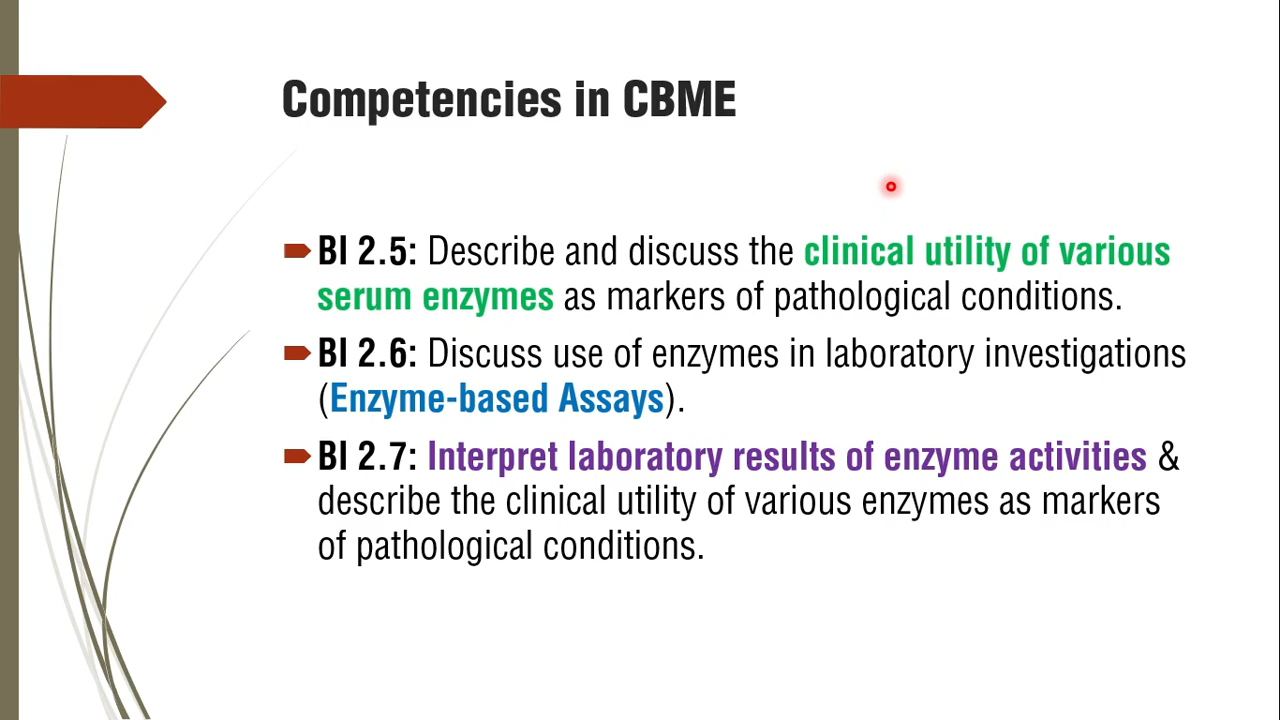 Competencies in CBME
BI 2.5: Describe and discuss the clinical utility of various
serum enzymes as markers of pathological conditions.
BI 2.6: Discuss use of enzymes in laboratory investigations
(Enzyme-based Assays).
BI 2.7: Interpret laboratory results of enzyme activities &
describe the clinical utility of various enzymes as markers
of pathological conditions.